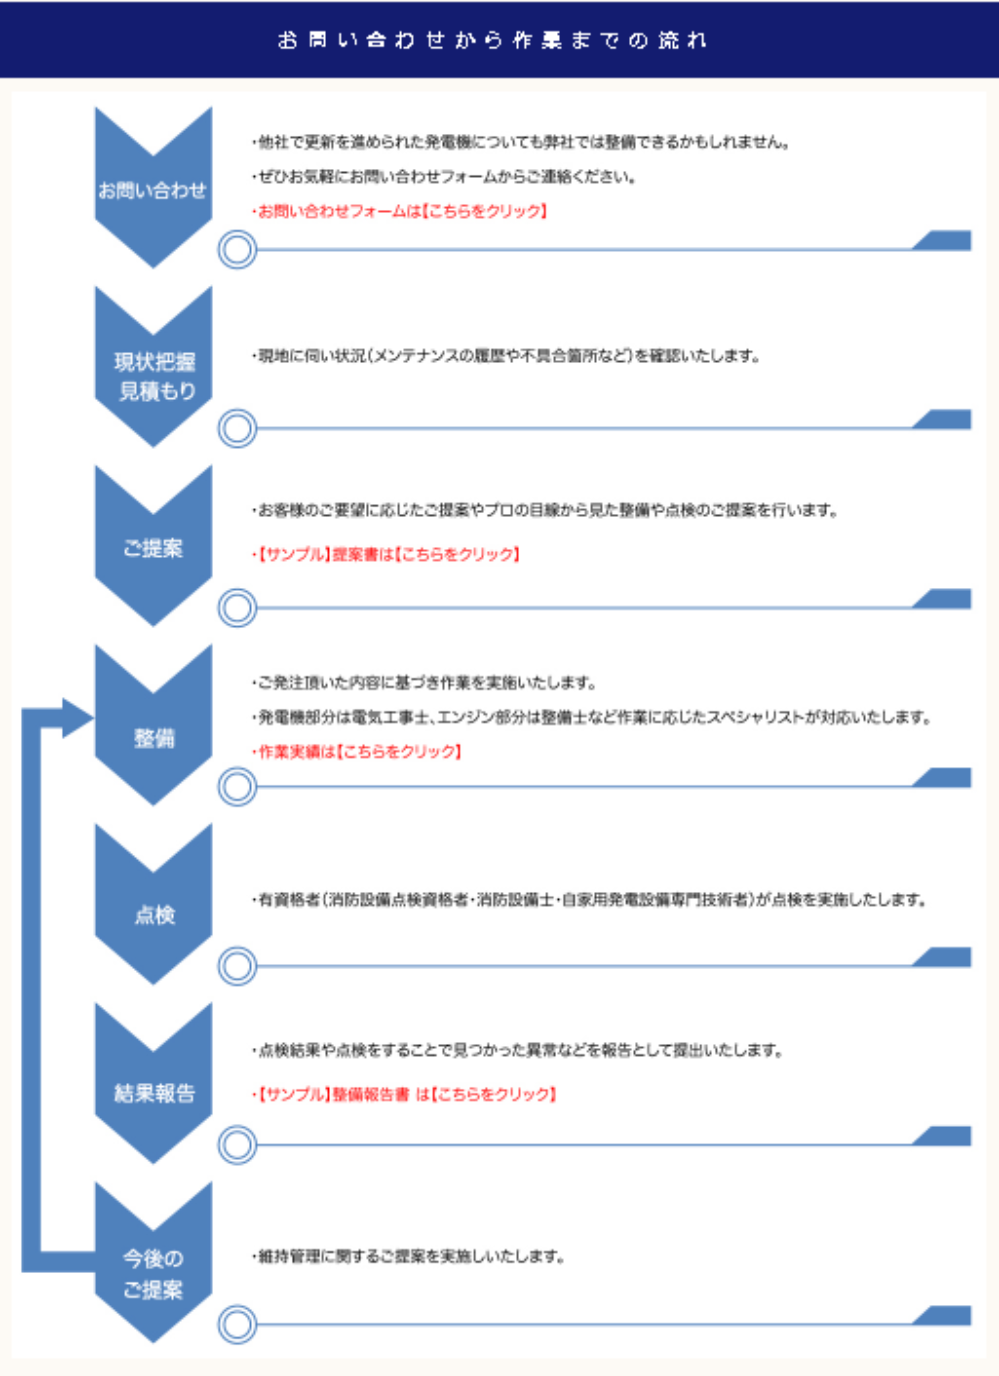 お問い合わせから作業までの流れ
お問い合わせ
・他社で更新を進められた発電機についても弊社では整備できるかもしれません。
・ぜひお気軽にお問い合わせフォームからご連絡ください。
・お問い合わせフォームは【こちらをクリック】
現状把握
見積もり
・現地に伺い状況(メンテナンスの履歴や不具合箇所など)を確認いたします。
ご提案
・お客様のご要望に応じたご提案やプロの目線から見た整備や点検のご提案を行います。
・【サンプル】提案書は【こちらをクリック】
整備
・ご発注頂いた内容に基づき作業を実施いたします。
・発電機部分は電気工事士、エンジン部分は整備士など作業に応じたスペシャリストが対応いたします。
・作業実績は【こちらをクリック】
点検
・有資格者(消防設備点検資格者・消防設備士・自家用発電設備専門技術者)が点検を実施したします。
結果報告
・点検結果や点検をすることで見つかった異常などを報告として提出いたします。
・【サンプル】整備報告書 は【こちらをクリック】
今後の
ご提案
・維持管理に関するご提案を実施しいたします。